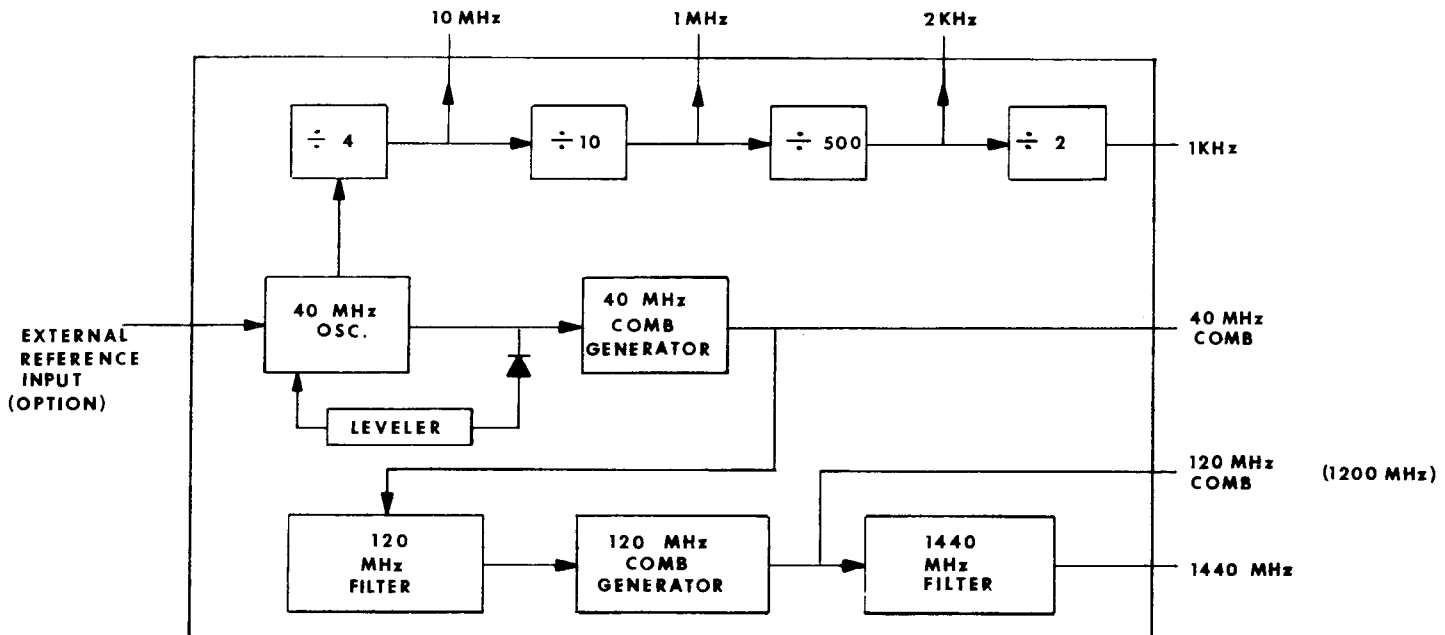 10 MHz
1 MHz
2 KHz
÷ 4
÷ 10
÷ 500
÷ 2
1KHz
EXTERNAL
REFERENCE
INPUT
(OPTION)
40 MHz
OSC.
40 MHz
COMB
GENERATOR
40 MHz
COMB
LEVELER
120 MHz
COMB
(1200 MHz)
120
MHz
FILTER
120 MHz
COMB
GENERATOR
1440
MHz
FILTER
1440 MHz